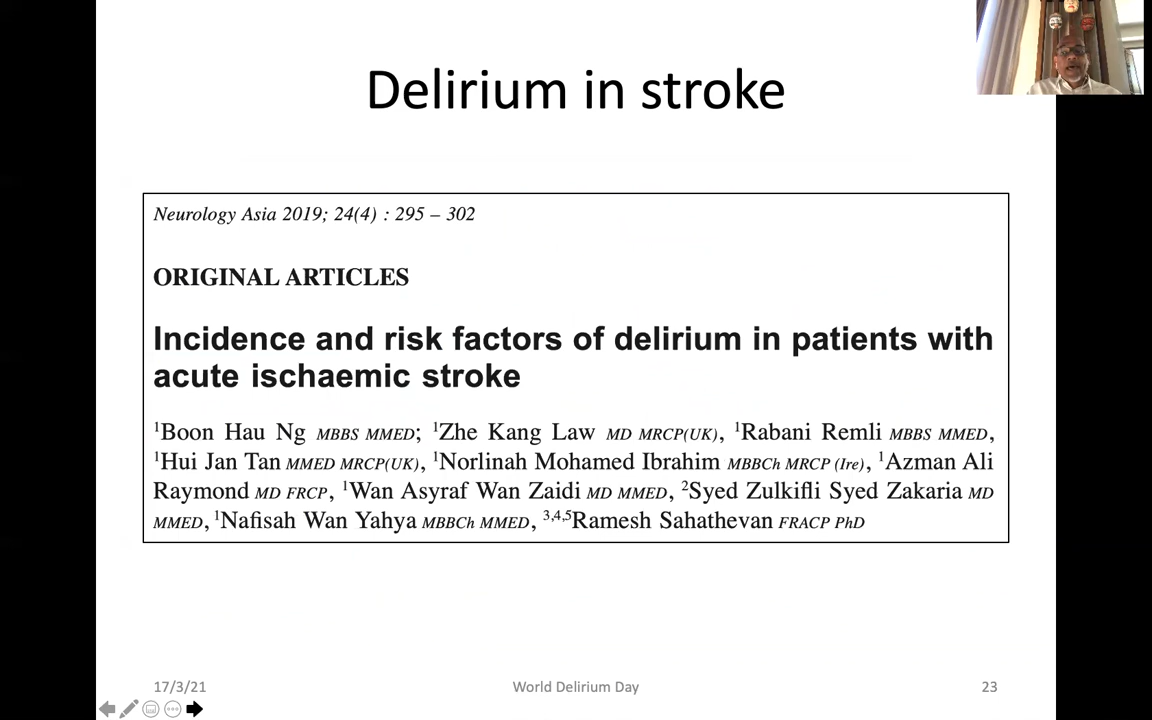 Delirium in stroke
Neurology Asia 2019; 24(4) : 295 – 302
ORIGINAL ARTICLES
Incidence and risk factors of delirium in patients with
acute ischaemic stroke
¹Boon Hau Ng MBBS MMED; ¹Zhe Kang Law MD MRCP(UK), ¹Rabani Remli MBBS MMED,
¹Hui Jan Tan MMED MRCP(UK), ¹Norlinah Mohamed Ibrahim MBBCh MRCP (Ire), ¹Azman Ali
Raymond MD FRCP, ¹Wan Asyraf Wan Zaidi MD MMED, ²Syed Zulkifli Syed Zakaria MD
MMED, ¹Nafisah Wan Yahya MBBCh MMED, ³,⁴,⁵Ramesh Sahathevan FRACP PhD
17/3/21 World Delirium Day 23